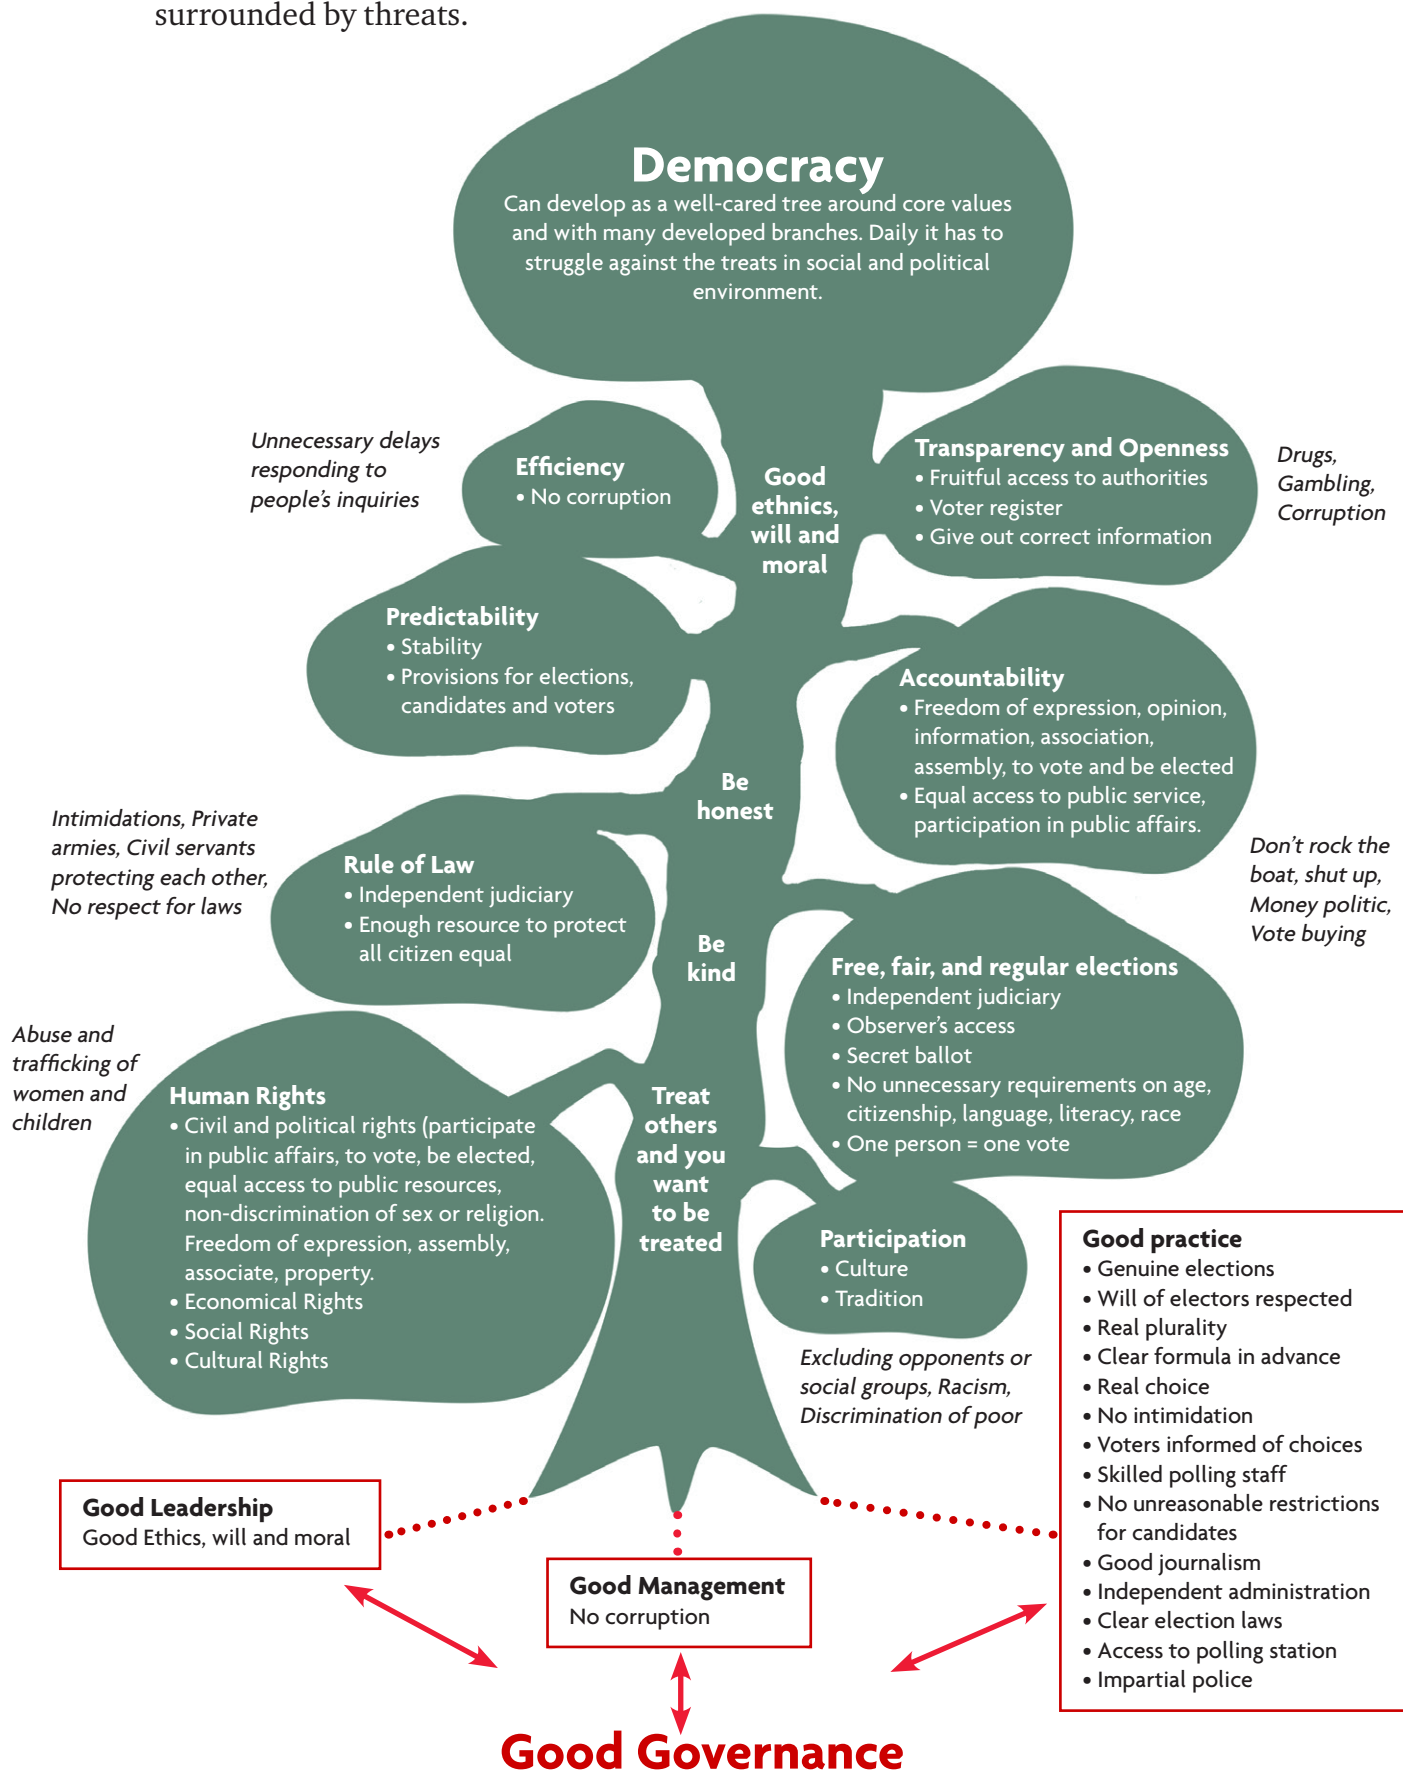 surrounded by threats.
Democracy
Can develop as a well-cared tree around core values
and with many developed branches. Daily it has to
struggle against the treats in social and political
environment.
Unnecessary delays
responding to
people's inquiries
Efficiency
• No corruption
Good
ethnics,
will and
moral
Transparency and Openness
• Fruitful access to authorities
• Voter register
• Give out correct information
Drugs,
Gambling,
Corruption
Predictability
• Stability
• Provisions for elections,
candidates and voters
Accountability
• Freedom of expression, opinion,
information, association,
assembly, to vote and be elected
• Equal access to public service,
participation in public affairs.
Be
honest
Intimidations, Private
armies, Civil servants
protecting each other,
No respect for laws
Rule of Law
• Independent judiciary
• Enough resource to protect
all citizen equal
Don't rock the
boat, shut up,
Money politic,
Vote buying
Be
kind
Free, fair, and regular elections
• Independent judiciary
• Observer's access
• Secret ballot
• No unnecessary requirements on age,
citizenship, language, literacy, race
• One person = one vote
Abuse and
trafficking of
women and
children
Human Rights
• Civil and political rights (participate
in public affairs, to vote, be elected,
equal access to public resources,
non-discrimination of sex or religion.
Freedom of expression, assembly,
associate, property.
• Economical Rights
• Social Rights
• Cultural Rights
Treat
others
and you
want
to be
treated
Participation
• Culture
• Tradition
Excluding opponents or
social groups, Racism,
Discrimination of poor
Good practice
• Genuine elections
• Will of electors respected
• Real plurality
• Clear formula in advance
• Real choice
• No intimidation
• Voters informed of choices
• Skilled polling staff
• No unreasonable restrictions
for candidates
• Good journalism
• Independent administration
• Clear election laws
• Access to polling station
• Impartial police
Good Leadership
Good Ethics, will and moral
Good Management
No corruption
Good Governance